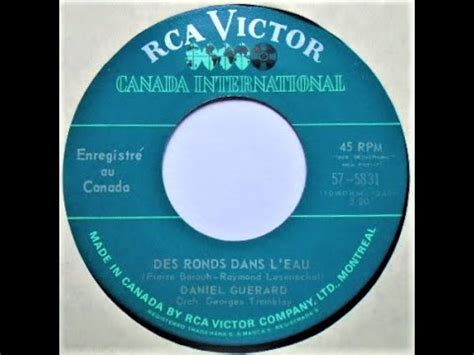 RCA VICTOR
CANADA INTERNATIONAL
Enregistré
au
Canada
45 RPM
57-5831
DES RONDS DANS L'EAU
(Pierre Barouh-Raymond Lesenechal)
DANIEL GUERARD
Orch. Georges Tremblay
MADE IN CANADA BY RCA VICTOR COMPANY, LTD., MONTREAL